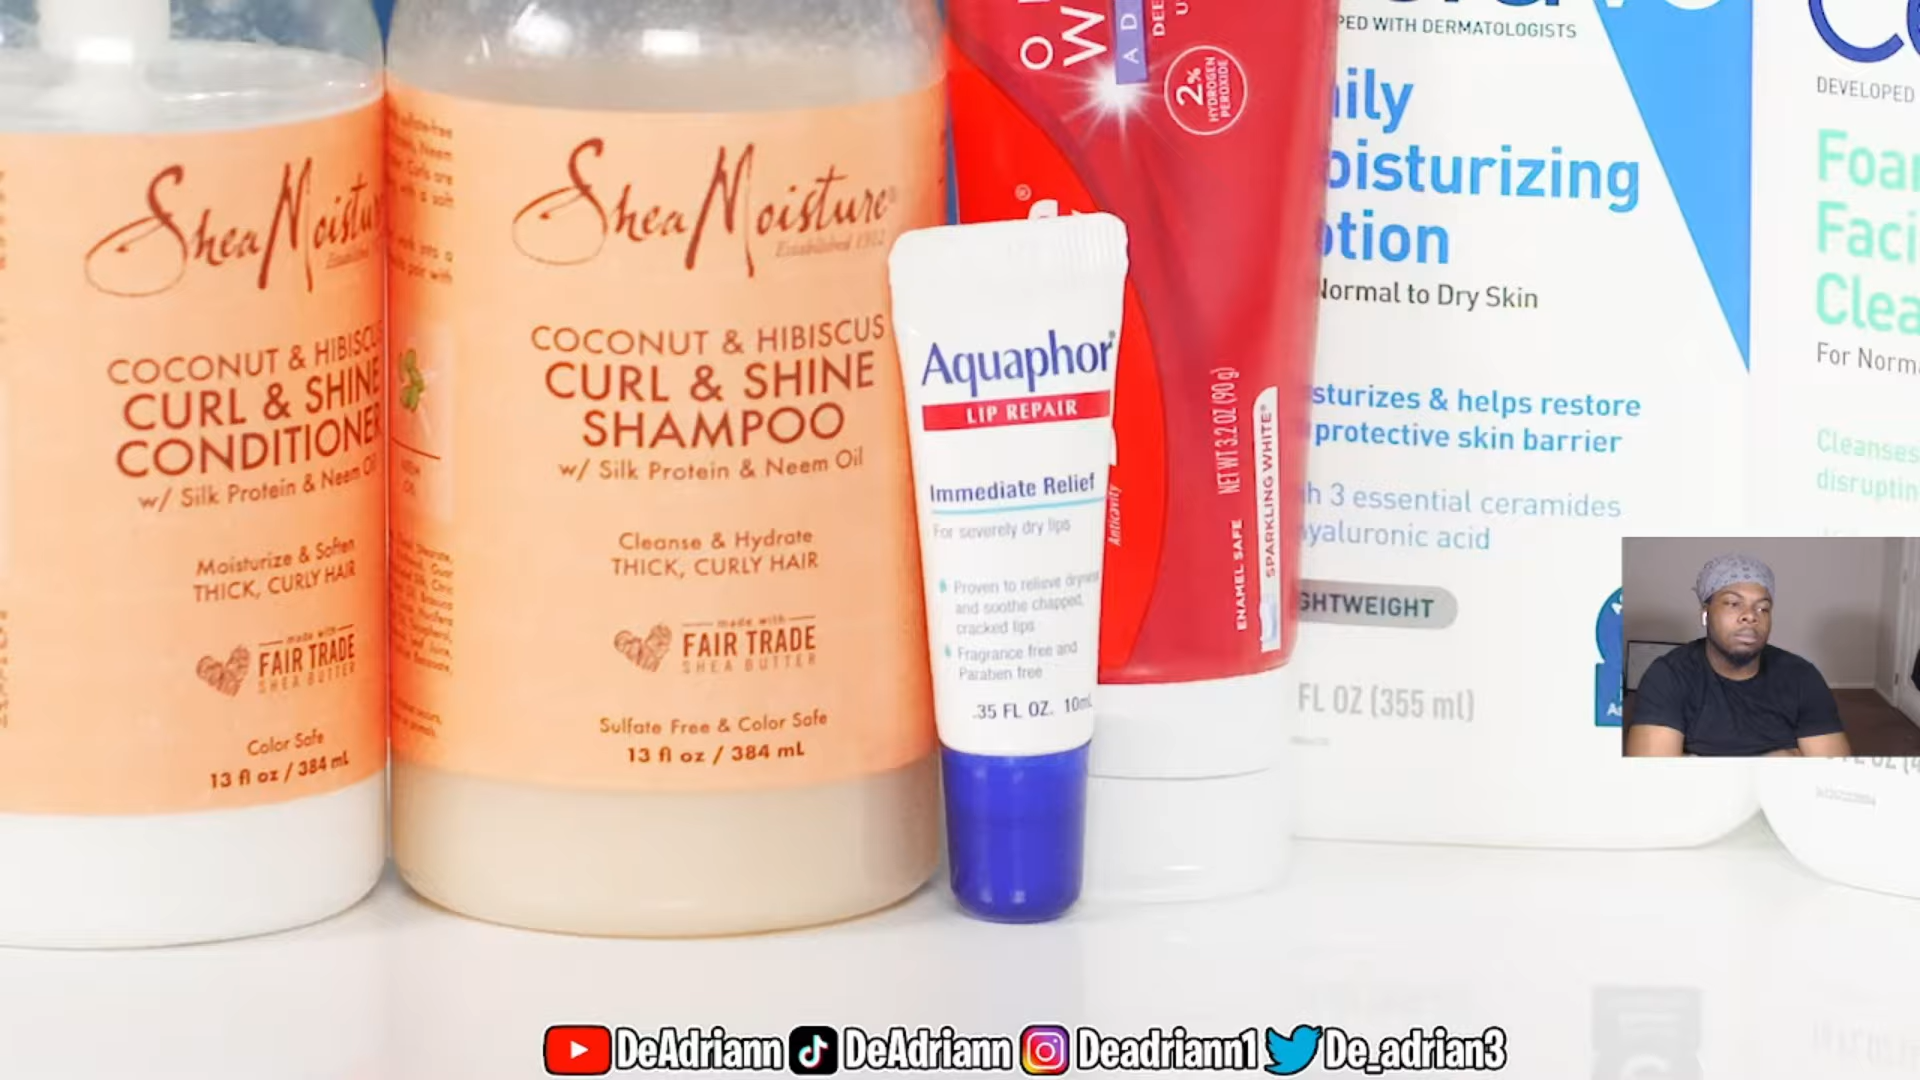 SheaMoisture
COCONUT & HIBISCUS
CURL & SHINE
CONDITIONER
w/ Silk Protein & Neem Oil
Moisturize & Soften
THICK, CURLY HAIR
made with
FAIR TRADE
SHEA BUTTER
Color Safe
13 fl oz / 384 mL
SheaMoisture®
Established 1912
COCONUT & HIBISCUS
CURL & SHINE
SHAMPOO
w/ Silk Protein & Neem Oil
Cleanse & Hydrate
THICK, CURLY HAIR
made with
FAIR TRADE
SHEA BUTTER
Sulfate Free & Color Safe
13 fl oz / 384 mL
Aquaphor®
LIP REPAIR
Immediate Relief
For severely dry lips
Proven to relieve dryness
and soothe chapped,
cracked lips
Fragrance free and
Paraben free
.35 FL OZ. 10mL
2%
HYDROGEN
PEROXIDE
Anticavity
NET WT 3.2 OZ (90 g)
ENAMEL SAFE
SPARKLING WHITE®
PED WITH DERMATOLOGISTS
ily
oisturizing
otion
Normal to Dry Skin
sturizes & helps restore
protective skin barrier
h 3 essential ceramides
hyaluronic acid
GHTWEIGHT
FL OZ (355 ml)
Ce
DEVELOPED
Foa
Faci
Clea
For Norm
Cleanses
disruptin
DeAdriann DeAdriann Deadriann1 De_adrian3